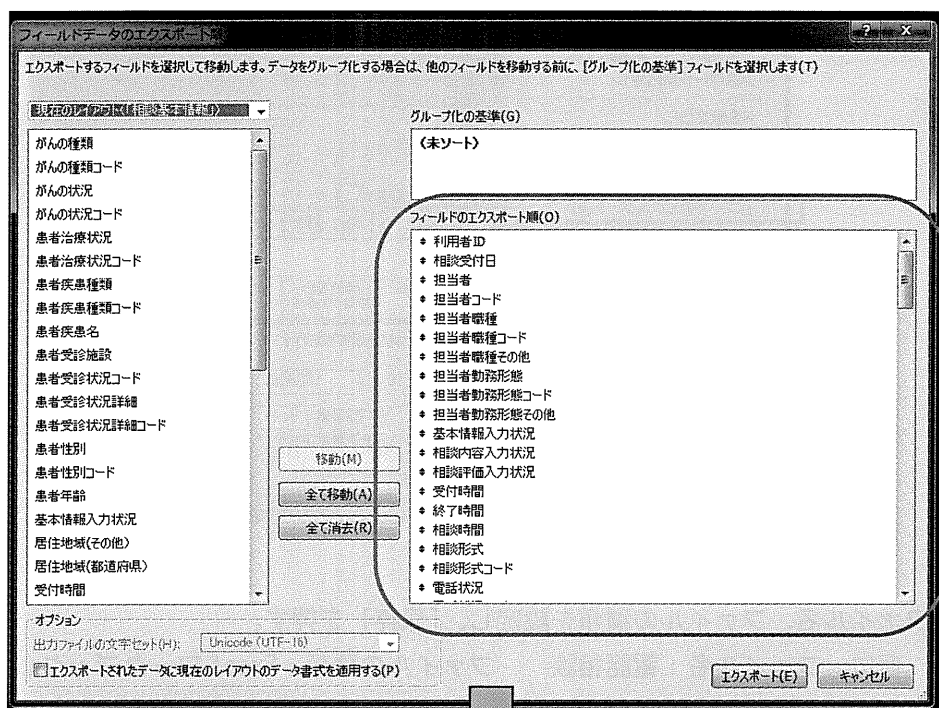 フィールドデータのエクスポート順
エクスポートするフィールドを選択して移動します。データをグループ化する場合は、他のフィールドを移動する前に、[グループ化の基準] フィールドを選択します(T)
現在のレイアウト(「相談基本情報」)
がんの種類
がんの種類コード
がんの状況
がんの状況コード
患者治療状況
患者治療状況コード
患者疾患種類
患者疾患種類コード
患者疾患名
患者受診施設
患者受診状況コード
患者受診状況詳細
患者受診状況詳細コード
患者性別
患者性別コード
患者年齢
基本情報入力状況
居住地域(その他)
居住地域(都道府県)
受付時間
移動(M)
全て移動(A)
全て消去(R)
グループ化の基準(G)
<未ソート>
フィールドのエクスポート順(O)
利用者ID
相談受付日
担当者
担当者コード
担当者職種
担当者職種コード
担当者職種その他
担当者勤務形態
担当者勤務形態コード
担当者勤務形態その他
基本情報入力状況
相談内容入力状況
相談評価入力状況
受付時間
終了時間
相談時間
相談形式
相談形式コード
電話状況
オプション
出力ファイルの文字セット(H): Unicode (UTF-16)
エクスポートされたデータに現在のレイアウトのデータ書式を適用する(P)
エクスポート(E) キャンセル